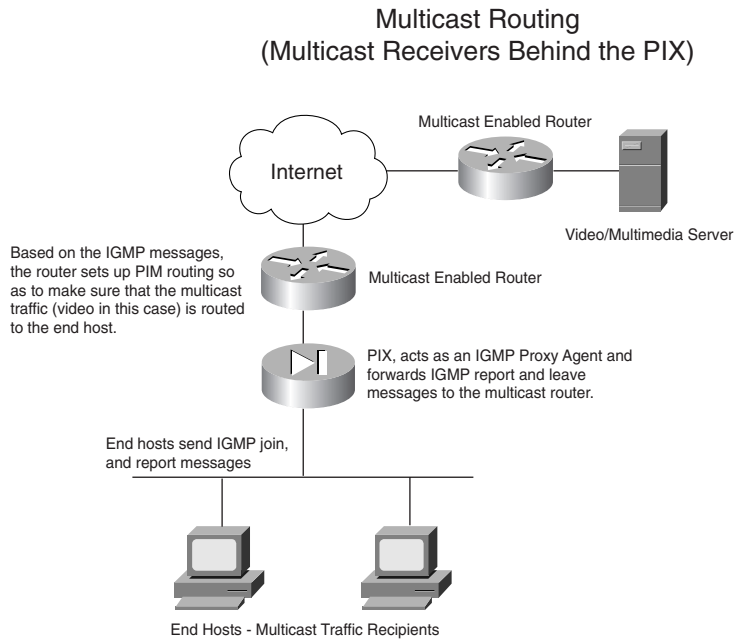 Multicast Routing
(Multicast Receivers Behind the PIX)
Multicast Enabled Router
Internet
Video/Multimedia Server
Based on the IGMP messages,
the router sets up PIM routing so
as to make sure that the multicast
traffic (video in this case) is routed
to the end host.
Multicast Enabled Router
PIX, acts as an IGMP Proxy Agent and
forwards IGMP report and leave
messages to the multicast router.
End hosts send IGMP join,
and report messages
End Hosts - Multicast Traffic Recipients